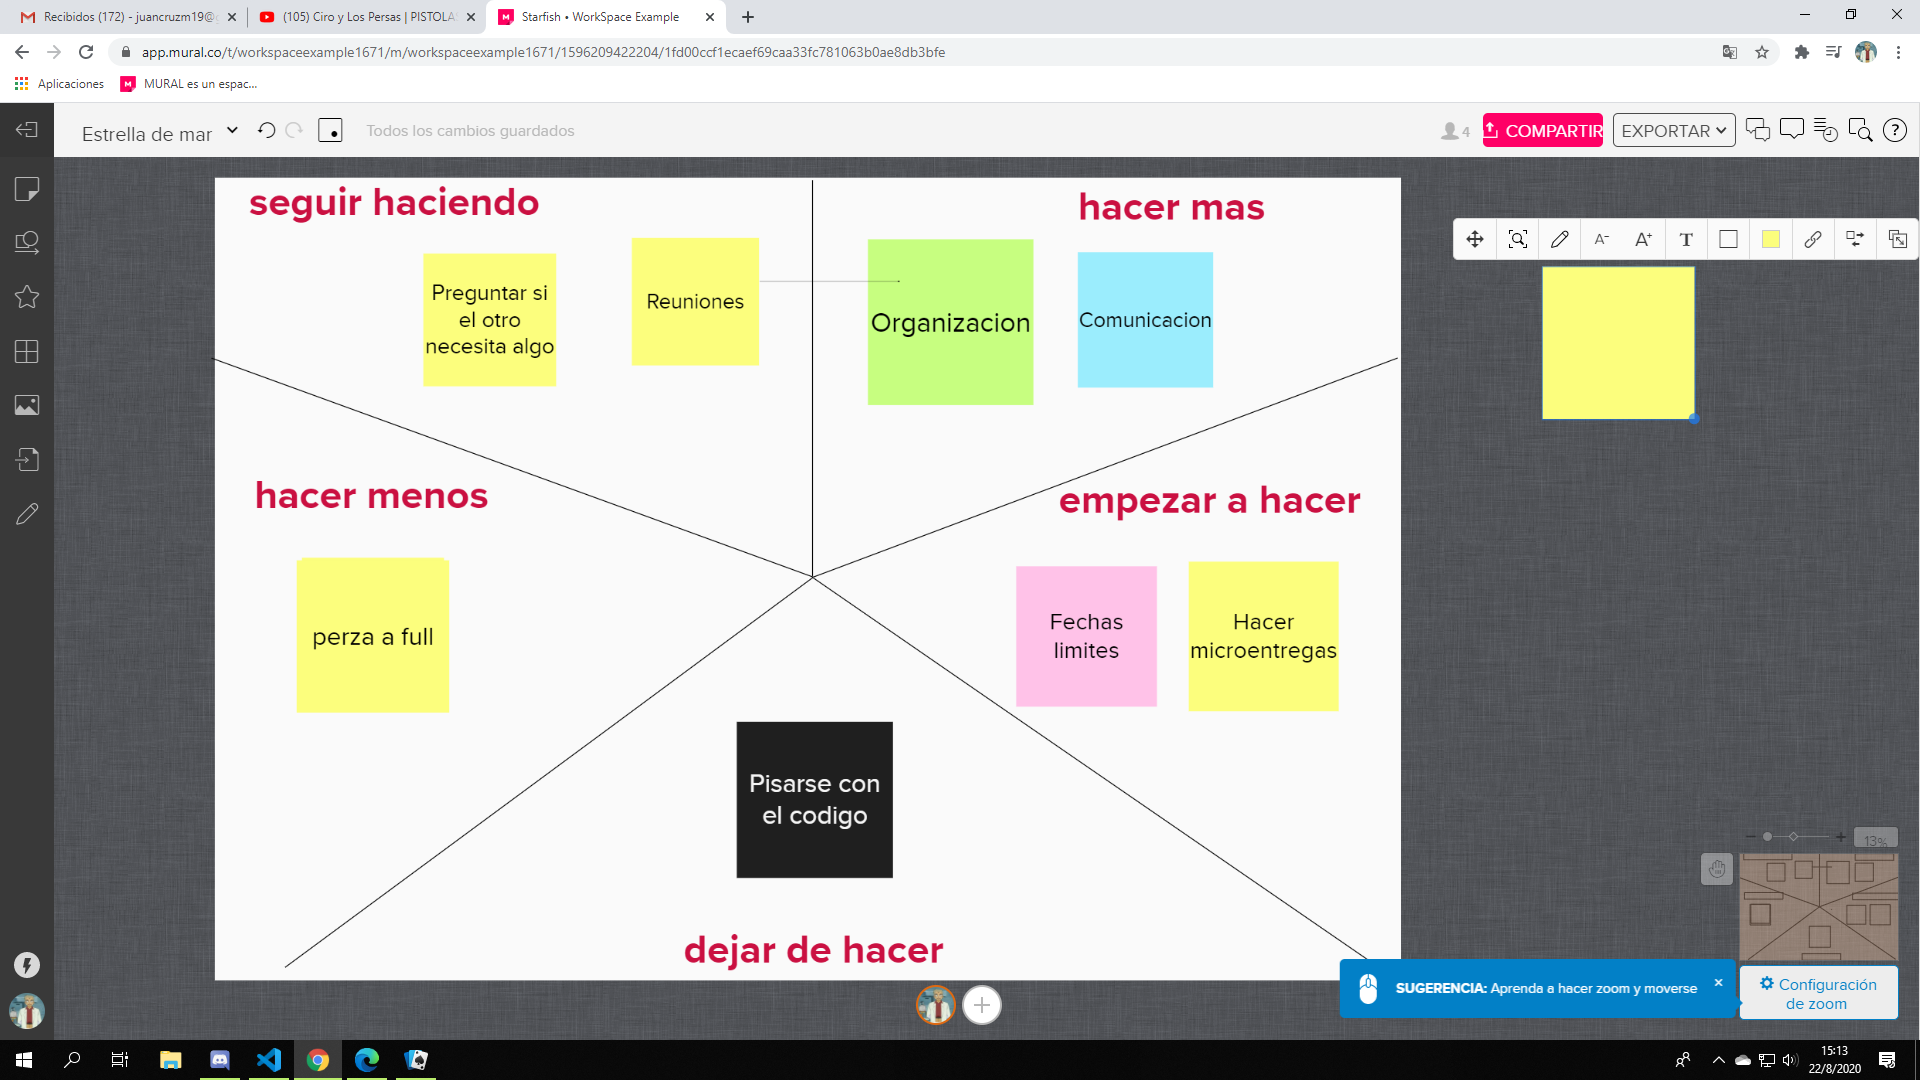 Recibidos (172) - juancruzm19@g
(105) Ciro y Los Persas | PISTOLAS
Starfish • WorkSpace Example
app.mural.co/t/workspaceexample1671/m/workspaceexample1671/1596209422204/1fd00ccf1ecaef69caa33fc781063b0ae8db3bfe
Aplicaciones
MURAL es un espac...
Estrella de mar
Todos los cambios guardados
4
COMPARTIR
EXPORTAR
?
A-
A+
T
seguir haciendo
hacer mas
Preguntar si
el otro
necesita algo
Reuniones
Organizacion
Comunicacion
hacer menos
empezar a hacer
perza a full
Fechas
limites
Hacer
microentregas
Pisarse con
el codigo
dejar de hacer
13%
SUGERENCIA: Aprenda a hacer zoom y moverse
Configuración
de zoom
15:13
22/8/2020